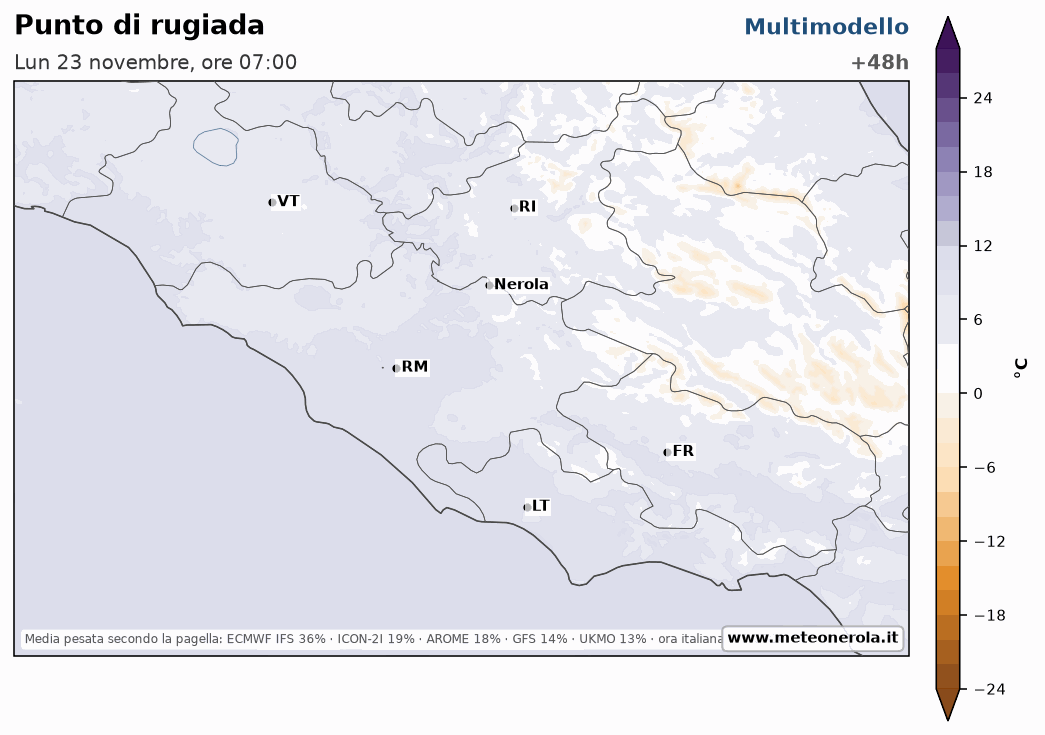 Punto di rugiada
Multimodello
Lun 23 novembre, ore 07:00
+48h
VT
RI
Nerola
RM
FR
LT
24
18
12
6
0
−6
−12
−18
−24
°C
Media pesata secondo la pagella: ECMWF IFS 36% · ICON-2I 19% · AROME 18% · GFS 14% · UKMO 13% · ora italiana
www.meteonerola.it